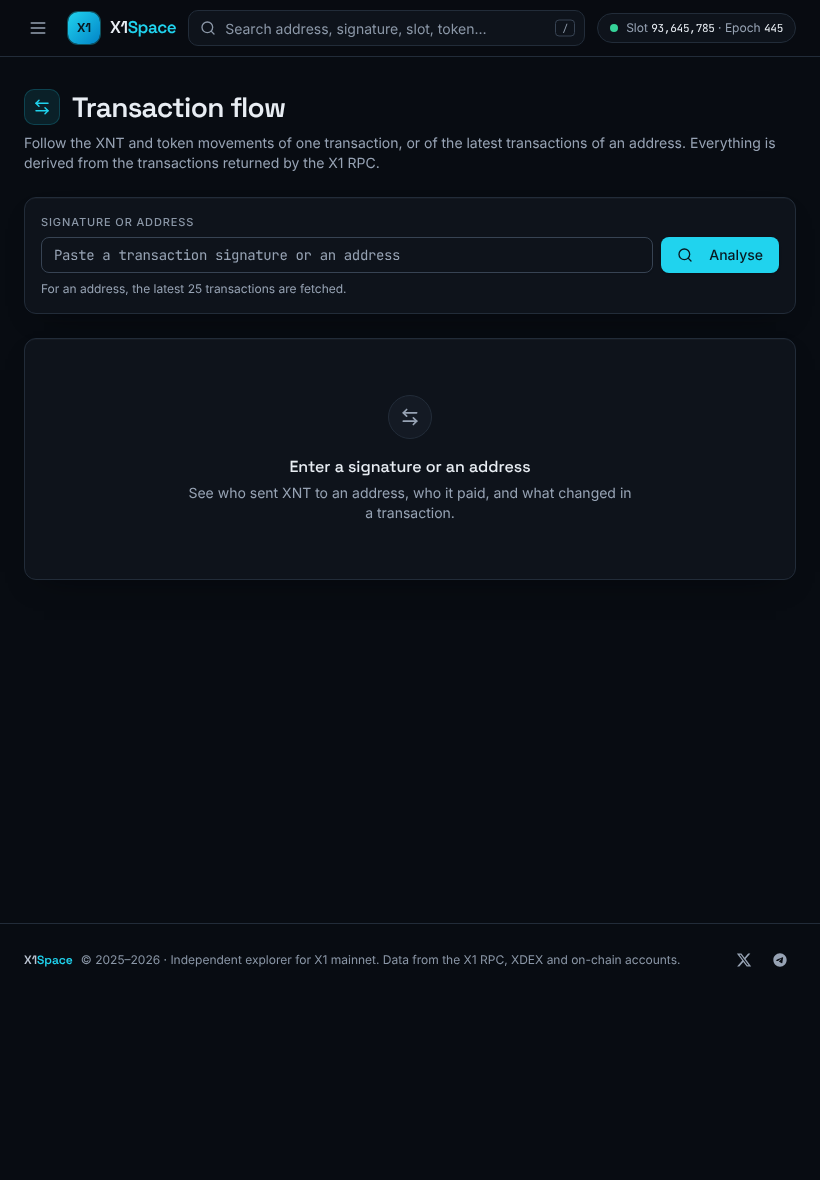 X1 X1Space Search address, signature, slot, token... / Slot 93,645,785 · Epoch 445
Transaction flow
Follow the XNT and token movements of one transaction, or of the latest transactions of an address. Everything is
derived from the transactions returned by the X1 RPC.
SIGNATURE OR ADDRESS
Paste a transaction signature or an address Analyse
For an address, the latest 25 transactions are fetched.
Enter a signature or an address
See who sent XNT to an address, who it paid, and what changed in
a transaction.
X1Space © 2025–2026 · Independent explorer for X1 mainnet. Data from the X1 RPC, XDEX and on-chain accounts.